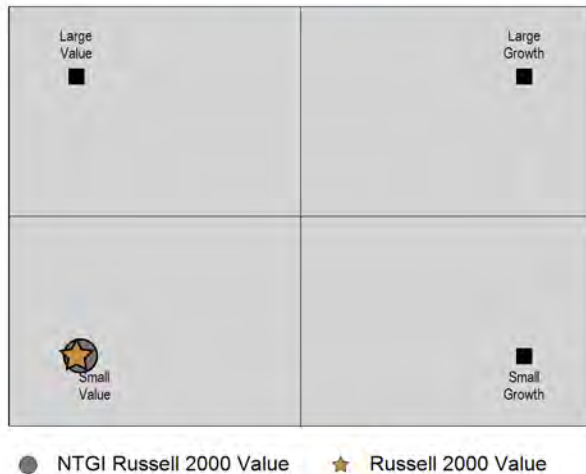 Large
Value
Large
Growth
Small
Value
Small
Growth
NTGI Russell 2000 Value
Russell 2000 Value